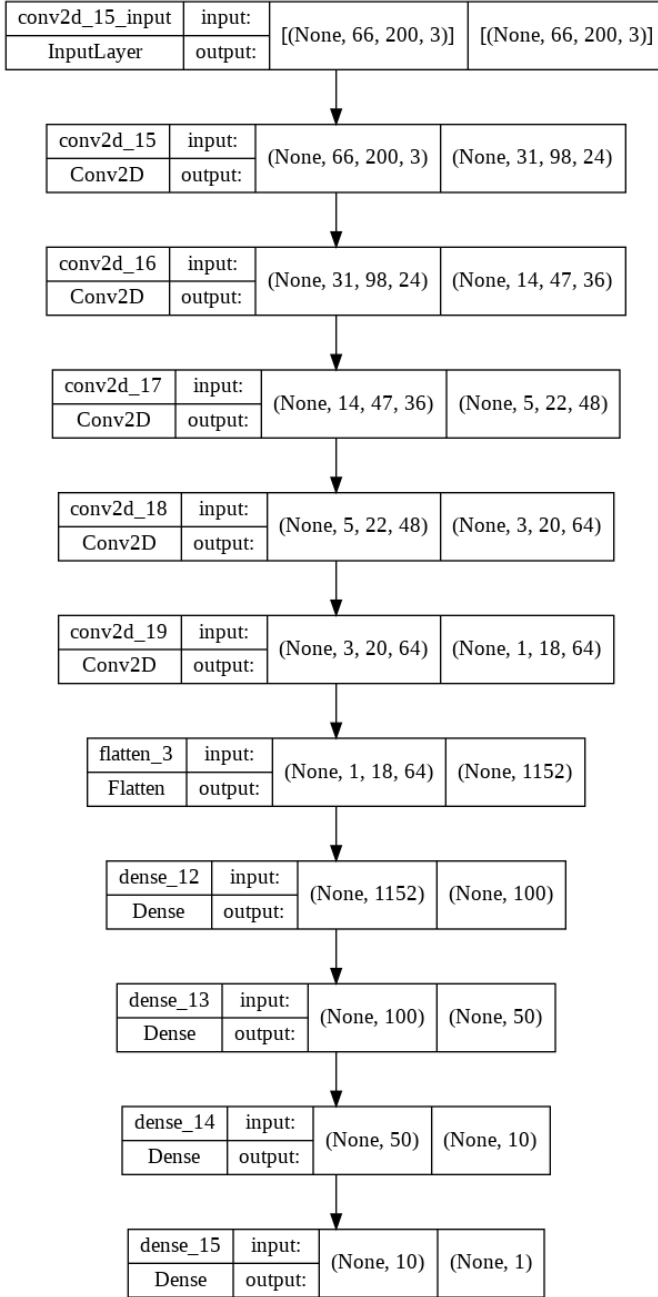 conv2d_15_input input: [(None, 66, 200, 3)] [(None, 66, 200, 3)]
InputLayer output:
conv2d_15 input: (None, 66, 200, 3) (None, 31, 98, 24)
Conv2D output:
conv2d_16 input: (None, 31, 98, 24) (None, 14, 47, 36)
Conv2D output:
conv2d_17 input: (None, 14, 47, 36) (None, 5, 22, 48)
Conv2D output:
conv2d_18 input: (None, 5, 22, 48) (None, 3, 20, 64)
Conv2D output:
conv2d_19 input: (None, 3, 20, 64) (None, 1, 18, 64)
Conv2D output:
flatten_3 input: (None, 1, 18, 64) (None, 1152)
Flatten output:
dense_12 input: (None, 1152) (None, 100)
Dense output:
dense_13 input: (None, 100) (None, 50)
Dense output:
dense_14 input: (None, 50) (None, 10)
Dense output:
dense_15 input: (None, 10) (None, 1)
Dense output: